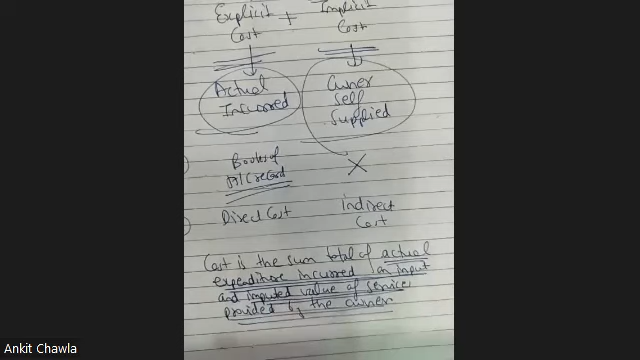 Explicit + Implicit
Cost Cost
Actual Owner
Incurred Self
Supplied
Books of X
A/c record
Direct Cost Indirect
Cost
Cost is the sum total of actual
expenditure incurred on input
and imputed value of services
provided by the owner
Ankit Chawla